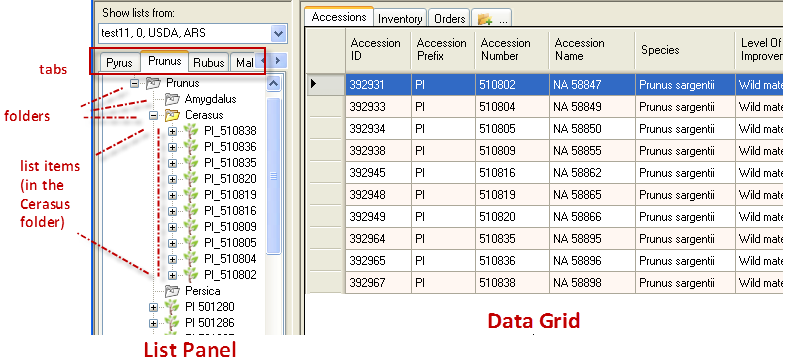 Show lists from:
test11, 0, USDA, ARS
Pyrus Prunus Rubus Mal
tabs
folders
list items
(in the
Cerasus
folder)
Prunus
Amygdalus
Cerasus
PI_510838
PI_510836
PI_510835
PI_510820
PI_510819
PI_510816
PI_510809
PI_510805
PI_510804
PI_510802
Persica
PI 501280
PI 501286
List Panel
Accessions Inventory Orders ...
Accession ID Accession Prefix Accession Number Accession Name Species Level Of Improvem
392931 PI 510802 NA 58847 Prunus sargentii Wild mate
392933 PI 510804 NA 58849 Prunus sargentii Wild mate
392934 PI 510805 NA 58850 Prunus sargentii Wild mate
392938 PI 510809 NA 58855 Prunus sargentii Wild mate
392945 PI 510816 NA 58862 Prunus sargentii Wild mate
392948 PI 510819 NA 58865 Prunus sargentii Wild mate
392949 PI 510820 NA 58866 Prunus sargentii Wild mate
392964 PI 510835 NA 58895 Prunus sargentii Wild mate
392965 PI 510836 NA 58896 Prunus sargentii Wild mate
392967 PI 510838 NA 58898 Prunus sargentii Wild mate
Data Grid